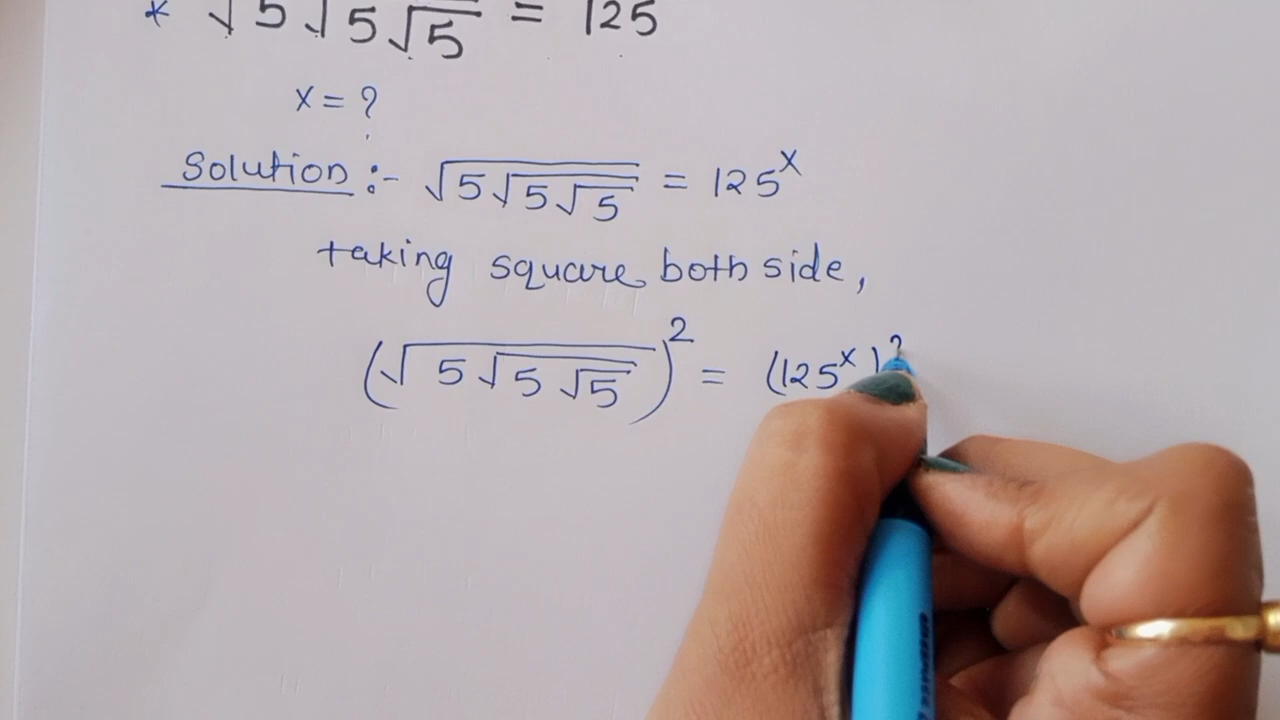 * √5√5√5 = 125
x = ?
Solution :- √5√5√5 = 125^x
taking square both side,
(√5√5√5)^2 = (125^x)^2